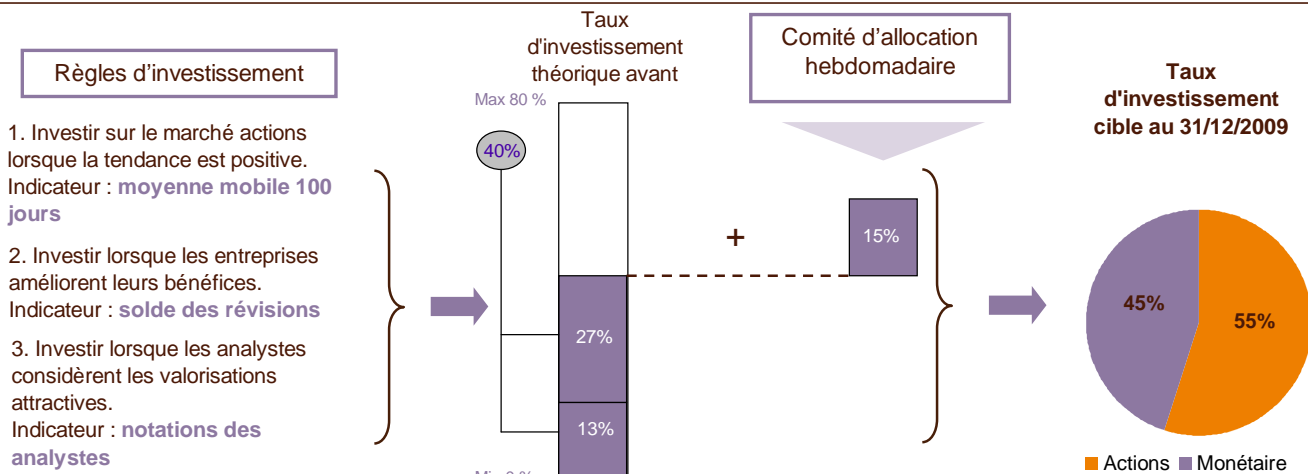 Règles d'investissement
1. Investir sur le marché actions
lorsque la tendance est positive.
Indicateur : moyenne mobile 100
jours
2. Investir lorsque les entreprises
améliorent leurs bénéfices.
Indicateur : solde des révisions
3. Investir lorsque les analystes
considèrent les valorisations
attractives.
Indicateur : notations des
analystes
Taux
d'investissement
théorique avant
Max 80 %
40%
27%
13%
+
Comité d'allocation
hebdomadaire
15%
Taux
d'investissement
cible au 31/12/2009
45%
55%
Actions
Monétaire